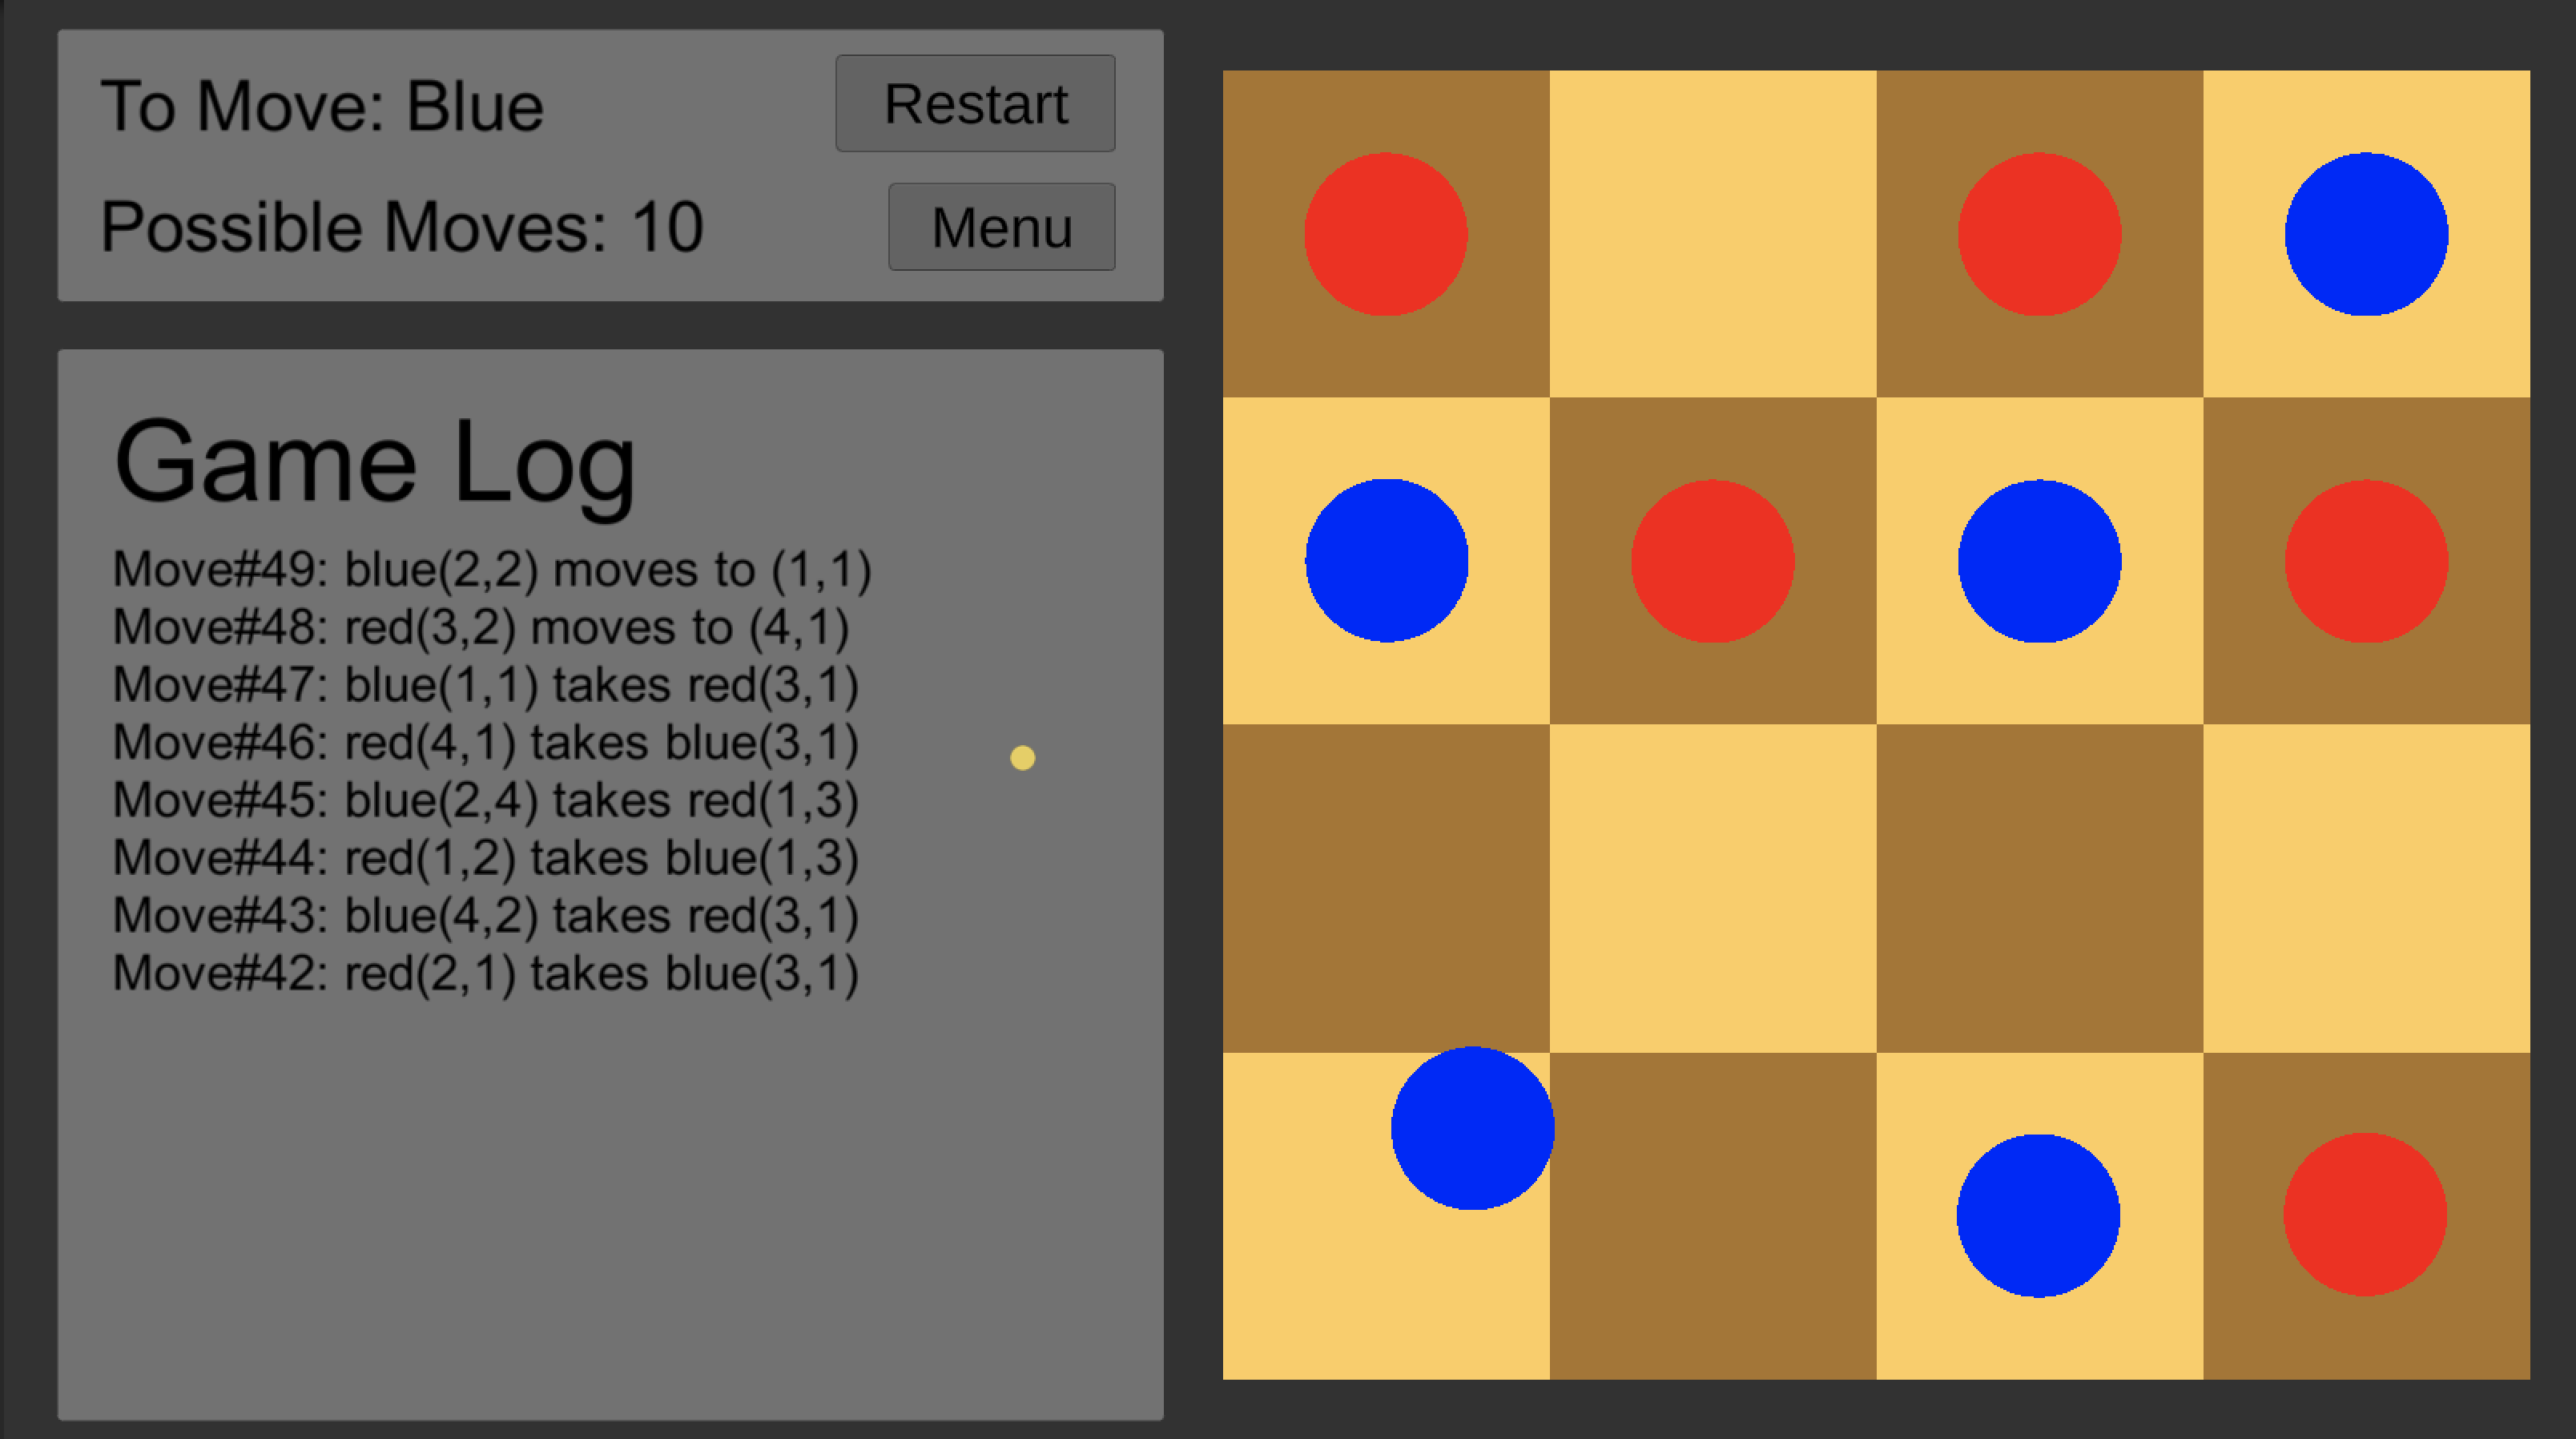 To Move: Blue
Restart
Possible Moves: 10
Menu
Game Log
Move#49: blue(2,2) moves to (1,1)
Move#48: red(3,2) moves to (4,1)
Move#47: blue(1,1) takes red(3,1)
Move#46: red(4,1) takes blue(3,1)
Move#45: blue(2,4) takes red(1,3)
Move#44: red(1,2) takes blue(1,3)
Move#43: blue(4,2) takes red(3,1)
Move#42: red(2,1) takes blue(3,1)